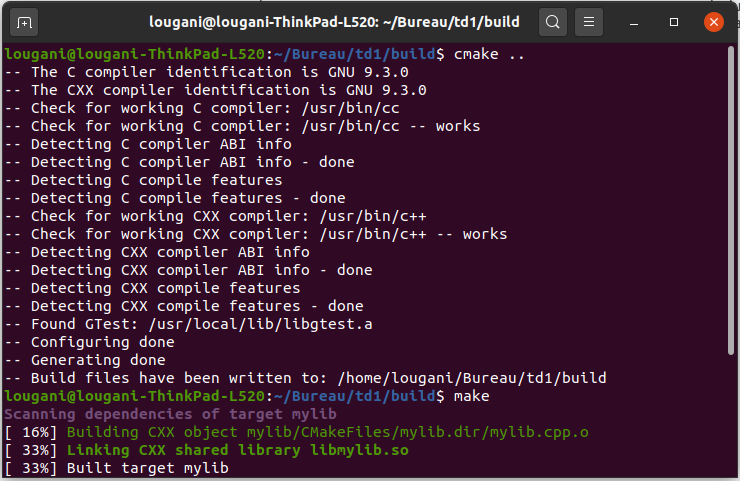 lougani@lougani-ThinkPad-L520: ~/Bureau/td1/build
lougani@lougani-ThinkPad-L520:~/Bureau/td1/build$ cmake ..
-- The C compiler identification is GNU 9.3.0
-- The CXX compiler identification is GNU 9.3.0
-- Check for working C compiler: /usr/bin/cc
-- Check for working C compiler: /usr/bin/cc -- works
-- Detecting C compiler ABI info
-- Detecting C compiler ABI info - done
-- Detecting C compile features
-- Detecting C compile features - done
-- Check for working CXX compiler: /usr/bin/c++
-- Check for working CXX compiler: /usr/bin/c++ -- works
-- Detecting CXX compiler ABI info
-- Detecting CXX compiler ABI info - done
-- Detecting CXX compile features
-- Detecting CXX compile features - done
-- Found GTest: /usr/local/lib/libgtest.a
-- Configuring done
-- Generating done
-- Build files have been written to: /home/lougani/Bureau/td1/build
lougani@lougani-ThinkPad-L520:~/Bureau/td1/build$ make
Scanning dependencies of target mylib
[ 16%] Building CXX object mylib/CMakeFiles/mylib.dir/mylib.cpp.o
[ 33%] Linking CXX shared library libmylib.so
[ 33%] Built target mylib